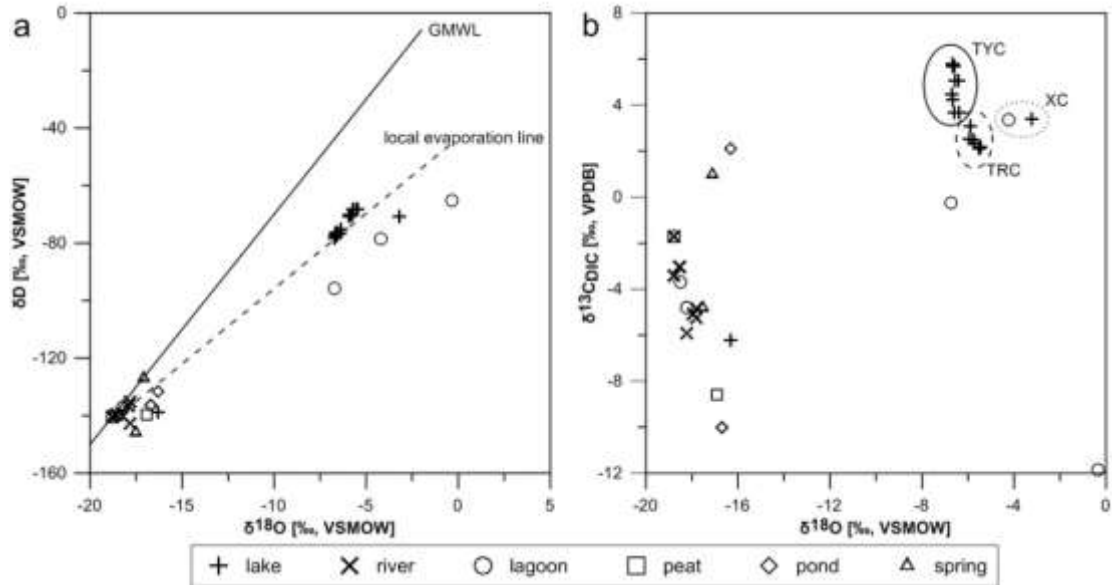 a
0
-40
-80
-120
-160
δD [‰, VSMOW]
GMWL
local evaporation line
-20 -15 -10 -5 0 5
δ18O [‰, VSMOW]
b
8
4
0
-4
-8
-12
δ13CDIC [‰, VPDB]
TYC
XC
TRC
-20 -16 -12 -8 -4 0
δ18O [‰, VSMOW]
lake river lagoon peat pond spring